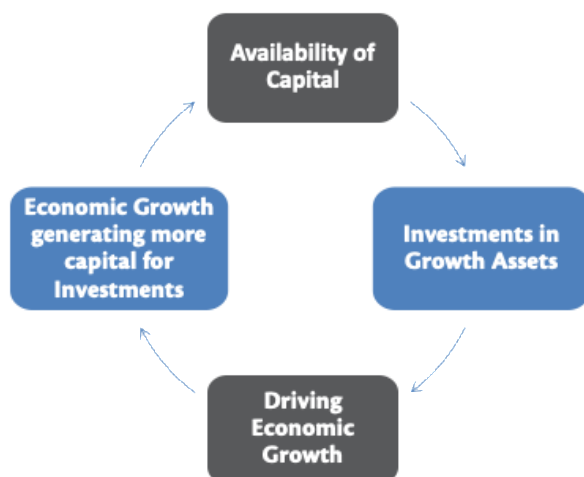 Availability of
Capital
Investments in
Growth Assets
Driving
Economic
Growth
Economic Growth
generating more
capital for
Investments